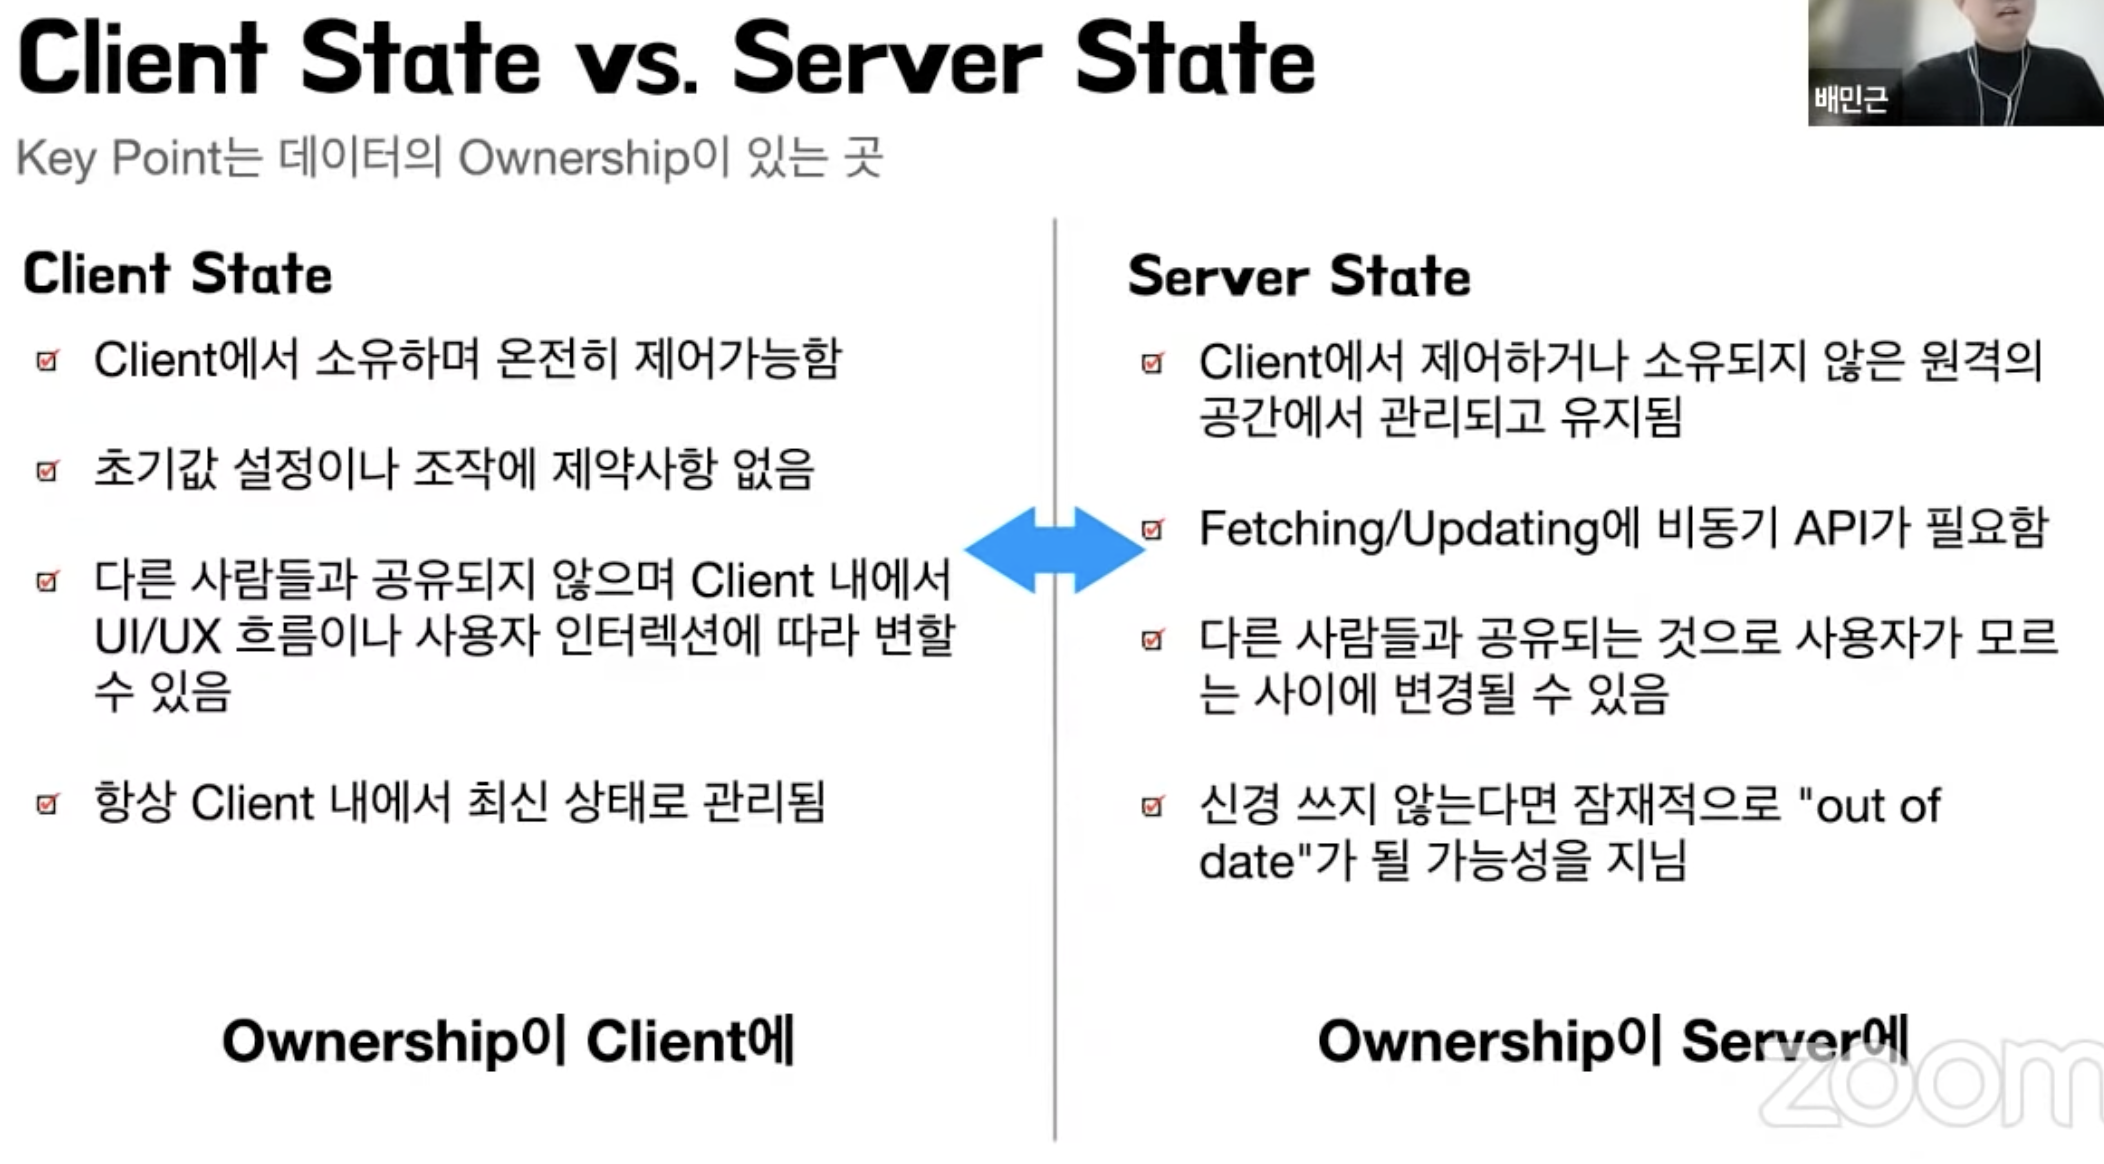 Client State vs. Server State
배민근
Key Point는 데이터의 Ownership이 있는 곳
Client State
Client에서 소유하며 온전히 제어가능함
초기값 설정이나 조작에 제약사항 없음
다른 사람들과 공유되지 않으며 Client 내에서
UI/UX 흐름이나 사용자 인터렉션에 따라 변할
수 있음
항상 Client 내에서 최신 상태로 관리됨
Ownership이 Client에
Server State
Client에서 제어하거나 소유되지 않은 원격의
공간에서 관리되고 유지됨
Fetching/Updating에 비동기 API가 필요함
다른 사람들과 공유되는 것으로 사용자가 모르
는 사이에 변경될 수 있음
신경 쓰지 않는다면 잠재적으로 "out of
date"가 될 가능성을 지님
Ownership이 Server에
zoom